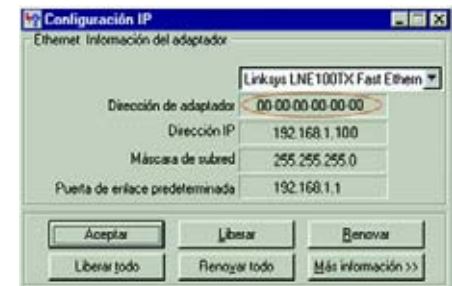 Configuración IP
Ethernet Información del adaptador
Linksys LNE100TX Fast Ethern
Dirección de adaptador 00-00-00-00-00-00
Dirección IP 192.168.1.100
Máscara de subred 255.255.255.0
Puerta de enlace predeterminada 192.168.1.1
Aceptar Liberar Renovar
Liberar todo Renovar todo Más información >>